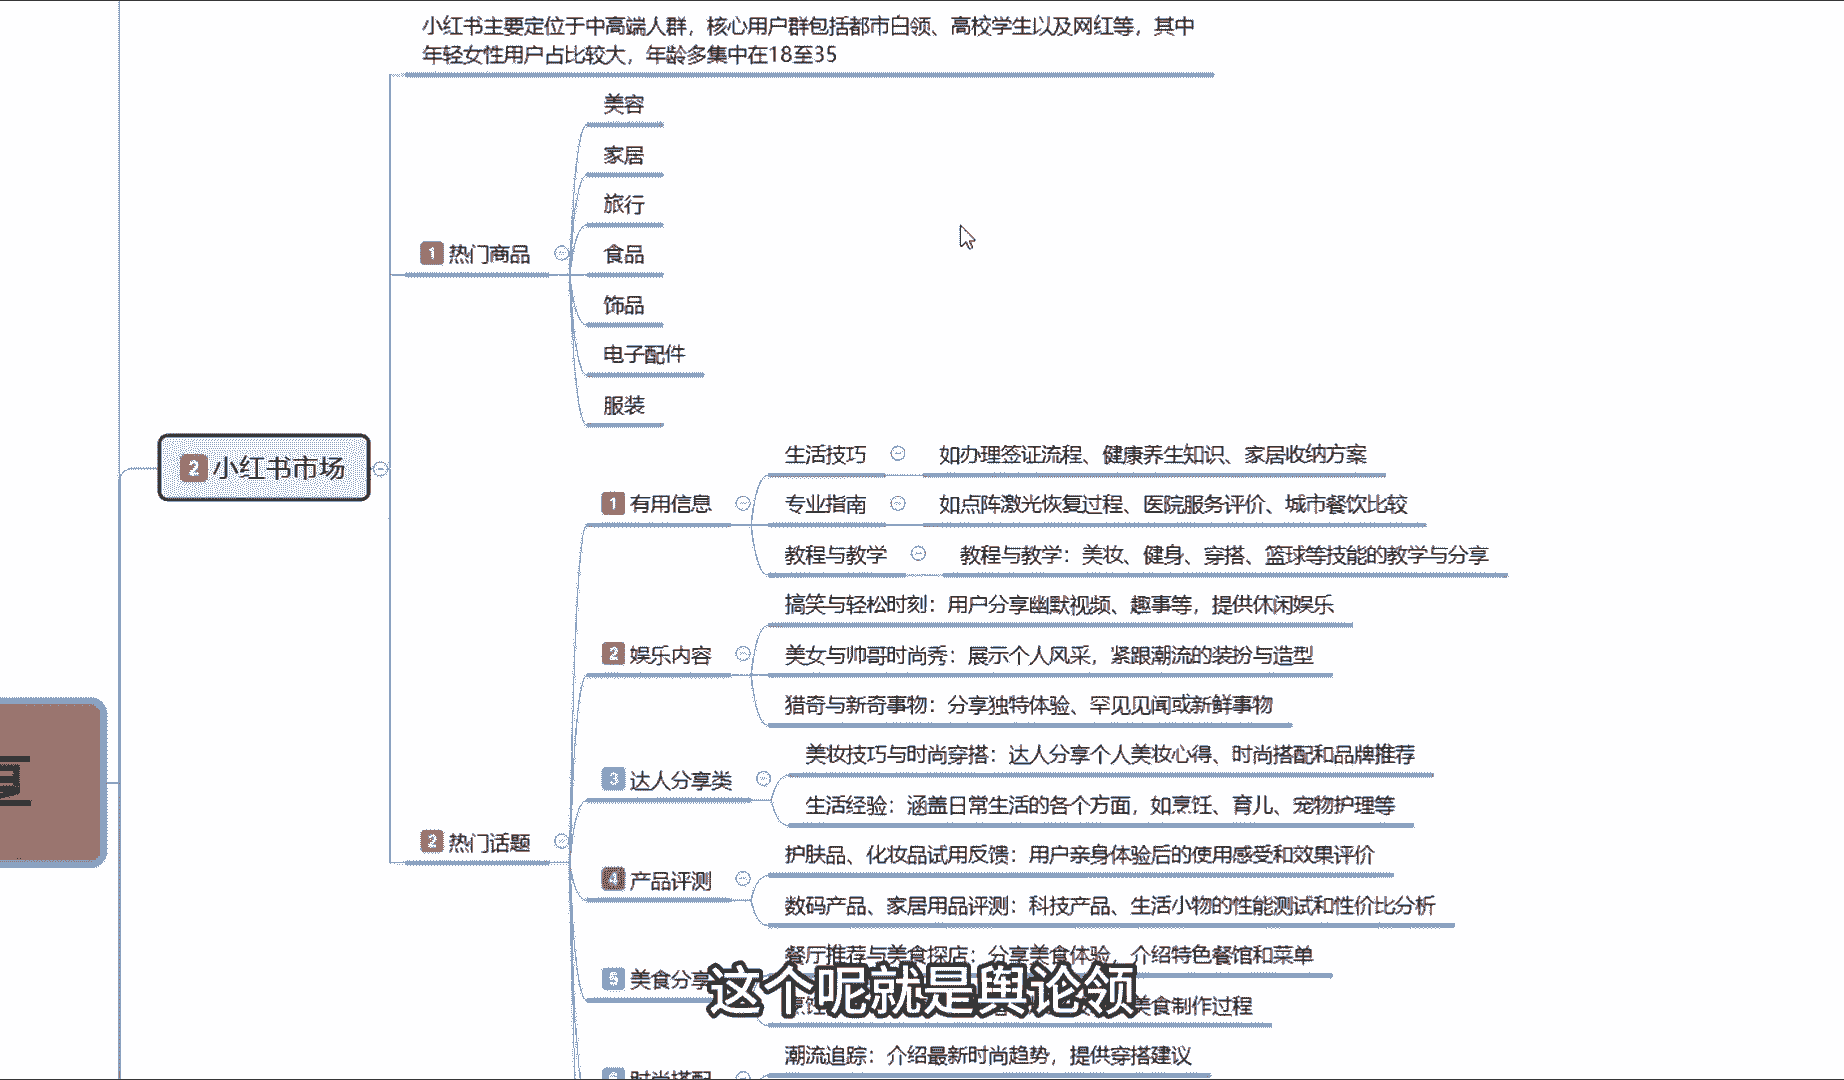 小红书主要定位于中高端人群，核心用户群包括都市白领、高校学生以及网红等，其中
年轻女性用户占比较大，年龄多集中在18至35
美容
家居
旅行
1 热门商品
食品
饰品
电子配件
服装
2 小红书市场
生活技巧
如办理签证流程、健康养生知识、家居收纳方案
1 有用信息
专业指南
如点阵激光恢复过程、医院服务评价、城市餐饮比较
教程与教学
教程与教学：美妆、健身、穿搭、篮球等技能的教学与分享
搞笑与轻松时刻：用户分享幽默视频、趣事等，提供休闲娱乐
2 娱乐内容
美女与帅哥时尚秀：展示个人风采，紧跟潮流的装扮与造型
猎奇与新奇事物：分享独特体验、罕见见闻或新鲜事物
美妆技巧与时尚穿搭：达人分享个人美妆心得、时尚搭配和品牌推荐
3 达人分享类
生活经验：涵盖日常生活的各个方面，如烹饪、育儿、宠物护理等
2 热门话题
护肤品、化妆品试用反馈：用户亲身体验后的使用感受和效果评价
4 产品评测
数码产品、家居用品评测：科技产品、生活小物的性能测试和性价比分析
餐厅推荐与美食探店：分享美食体验，介绍特色餐馆和菜单
5 美食分享
这个呢就是舆论领
美食制作过程
潮流追踪：介绍最新时尚趋势，提供穿搭建议
6 时尚搭配